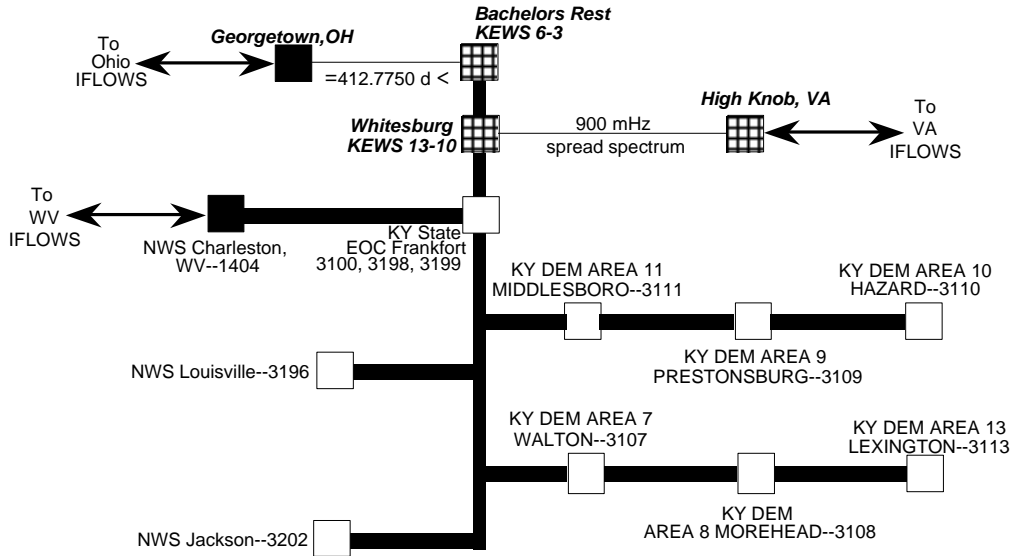 Bachelors Rest
KEWS 6-3
Georgetown,OH
To
Ohio
IFLOWS
=412.7750 d <
High Knob, VA
Whitesburg
KEWS 13-10
900 mHz
spread spectrum
To
VA
IFLOWS
To
WV
IFLOWS
NWS Charleston,
WV--1404
KY State
EOC Frankfort
3100, 3198, 3199
KY DEM AREA 11
MIDDLESBORO--3111
KY DEM AREA 10
HAZARD--3110
KY DEM AREA 9
PRESTONSBURG--3109
NWS Louisville--3196
KY DEM AREA 7
WALTON--3107
KY DEM AREA 13
LEXINGTON--3113
KY DEM
AREA 8 MOREHEAD--3108
NWS Jackson--3202